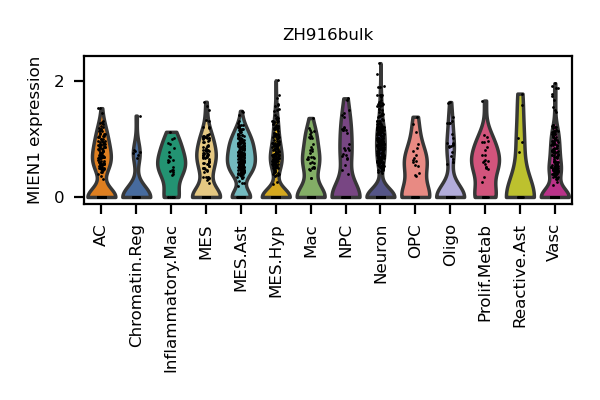 ZH916bulk
MIEN1 expression
2
0
AC
Chromatin.Reg
Inflammatory.Mac
MES
MES.Ast
MES.Hyp
Mac
NPC
Neuron
OPC
Oligo
Prolif.Metab
Reactive.Ast
Vasc